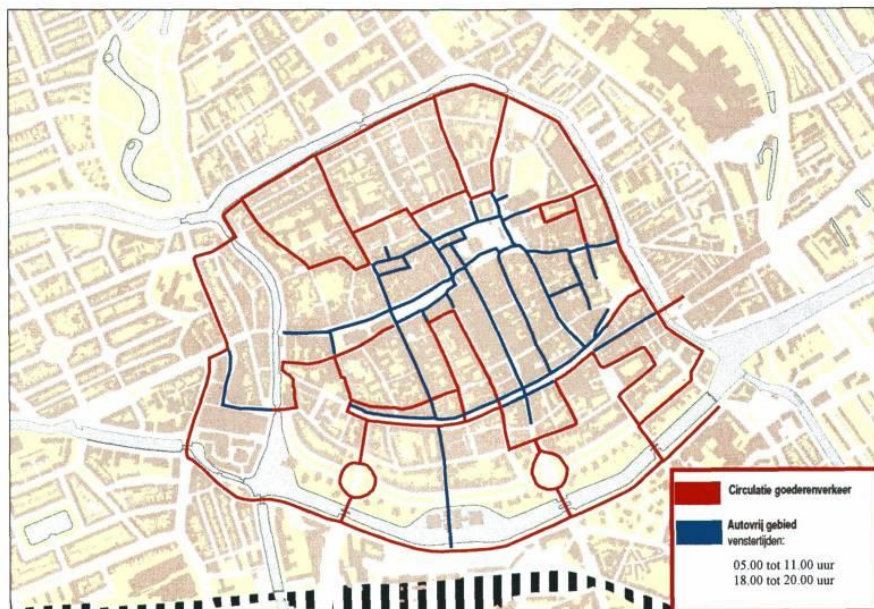 Circulatie goederenverkeer
Autovrij gebied
venstertijden:
05.00 tot 11.00 uur
18.00 tot 20.00 uur